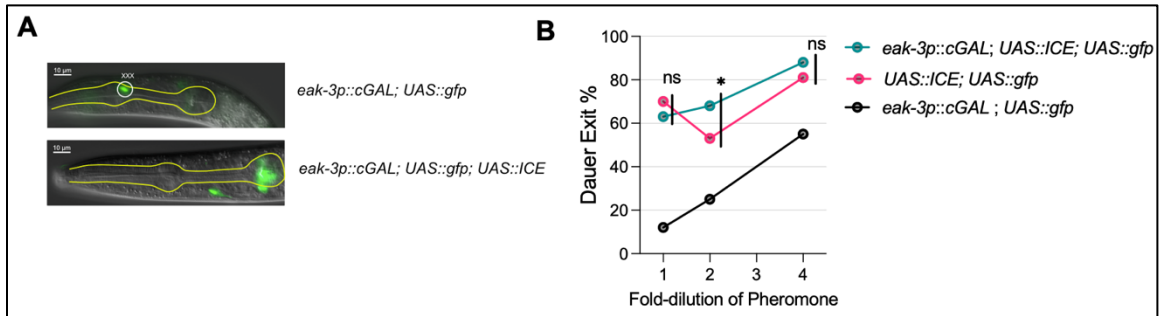 A
10 µm
XXX
eak-3p::cGAL; UAS::gfp
10 µm
eak-3p::cGAL; UAS::gfp; UAS::ICE
B
Dauer Exit %
100
80
60
40
20
0
ns
*
ns
1
2
3
4
Fold-dilution of Pheromone
eak-3p::cGAL; UAS::ICE; UAS::gfp
UAS::ICE; UAS::gfp
eak-3p::cGAL ; UAS::gfp